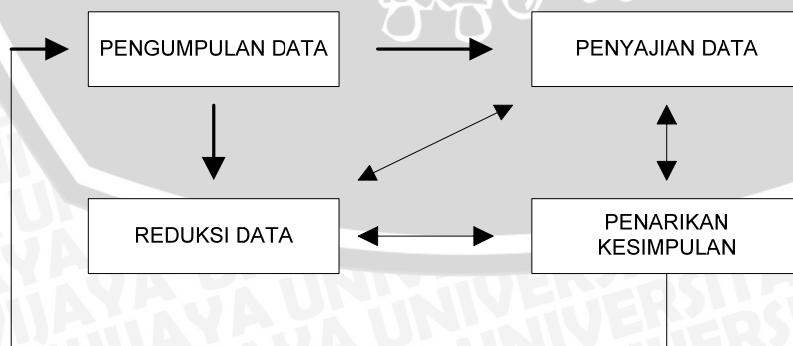 PENGUMPULAN DATA
PENYAJIAN DATA
REDUKSI DATA
PENARIKAN
KESIMPULAN